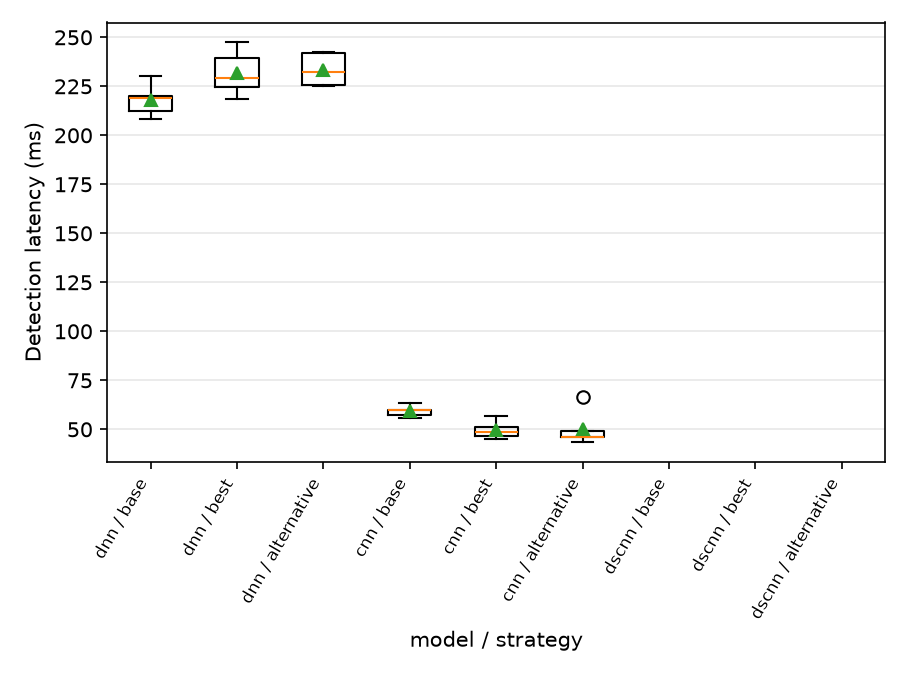 Detection latency (ms)
250
225
200
175
150
125
100
75
50
dnn / base
dnn / best
dnn / alternative
cnn / base
cnn / best
cnn / alternative
dscnn / base
dscnn / best
dscnn / alternative
model / strategy